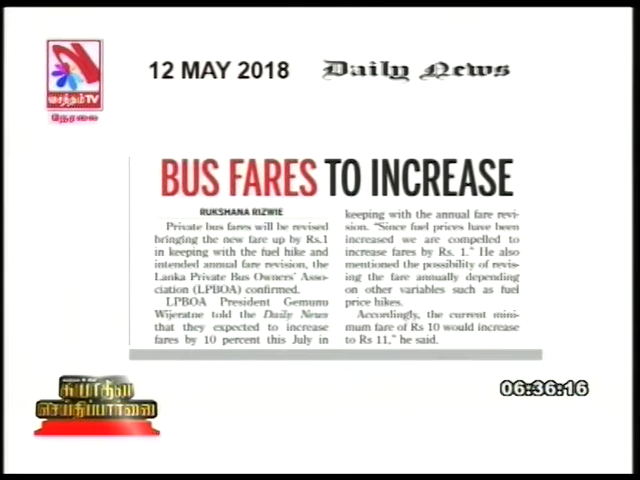 12 MAY 2018 Daily News
வசந்தம்TV
நேரலை
BUS FARES TO INCREASE
RUKSHANA RIZWIE
Private bus fares will be revised
bringing the new fare up by Rs.1
in keeping with the fuel hike and
intended annual fare revision, the
Lanka Private Bus Owners' Asso-
ciation (LPBOA) confirmed.
LPBOA President Gemunu
Wijeratne told the Daily News
that they expected to increase
fares by 10 percent this July in
keeping with the annual fare revi-
sion. "Since fuel prices have been
increased we are compelled to
increase fares by Rs. 1." He also
mentioned the possibility of revis-
ing the fare annually depending
on other variables such as fuel
price hikes.
Accordingly, the current mini-
mum fare of Rs 10 would increase
to Rs 11," he said.
செய்திப்பார்வை
06:36:16